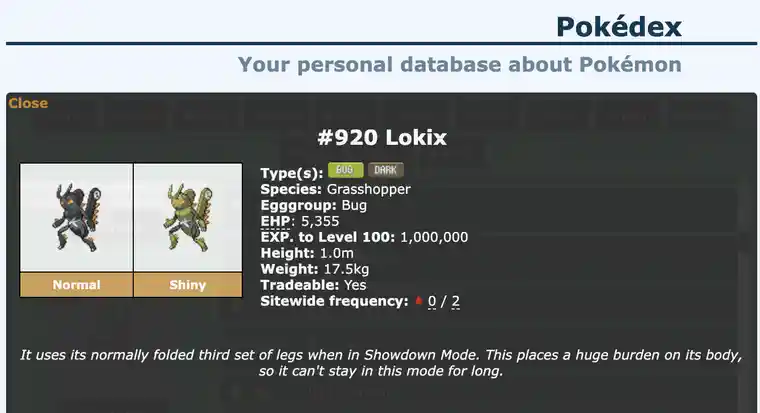 Pokédex
Your personal database about Pokémon
Close
#920 Lokix
Normal
Shiny
Type(s): BUG DARK
Species: Grasshopper
Egggroup: Bug
EHP: 5,355
EXP. to Level 100: 1,000,000
Height: 1.0m
Weight: 17.5kg
Tradeable: Yes
Sitewide frequency: 0 / 2
It uses its normally folded third set of legs when in Showdown Mode. This places a huge burden on its body,
so it can't stay in this mode for long.